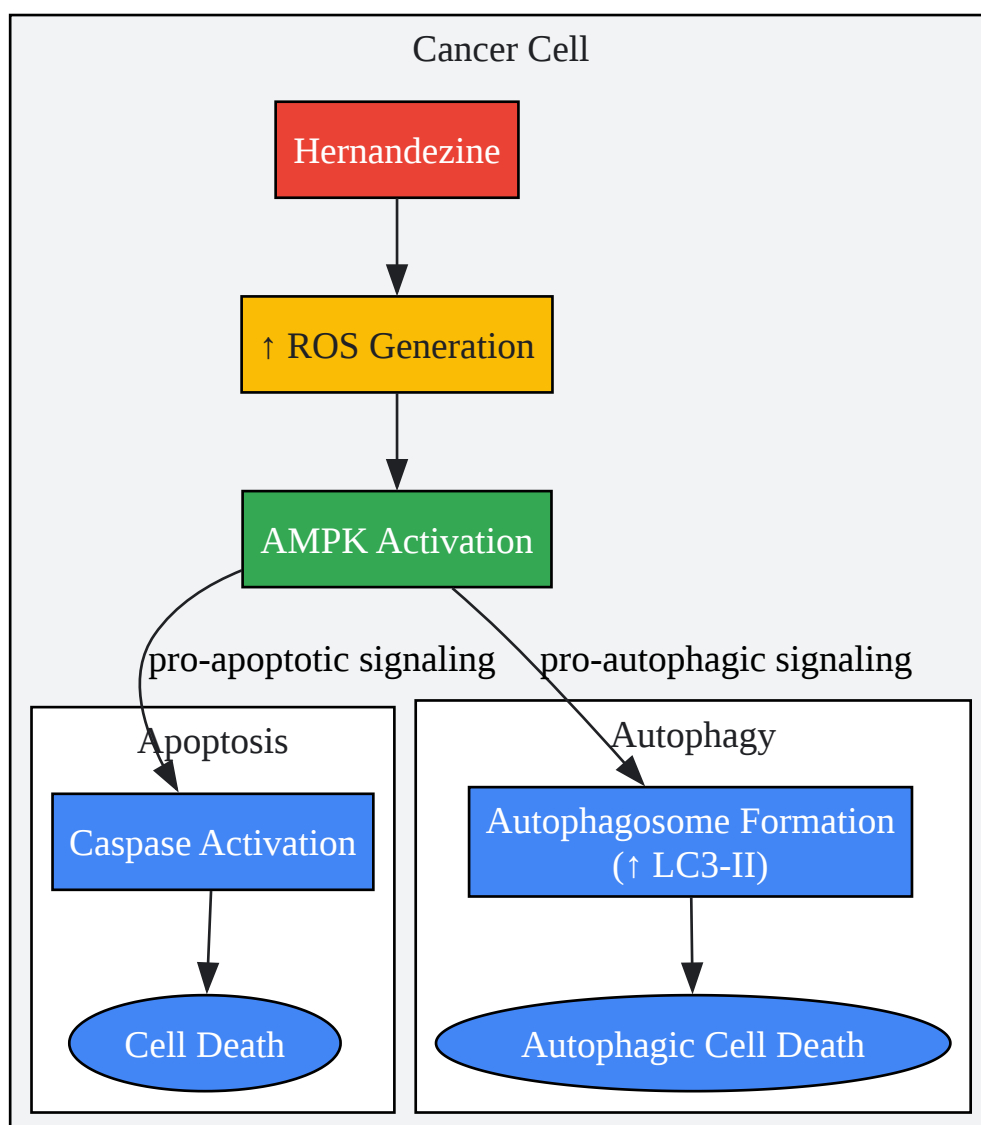 Cancer Cell
Hernandezine
↑ ROS Generation
AMPK Activation
pro-apoptotic signaling
pro-autophagic signaling
Apoptosis
Caspase Activation
Cell Death
Autophagy
Autophagosome Formation
(↑ LC3-II)
Autophagic Cell Death